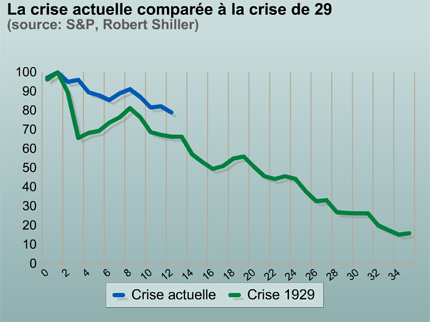 La crise actuelle comparée à la crise de 29
(source: S&P, Robert Shiller)
100
90
80
70
60
50
40
30
20
10
0
0 2 4 6 8 10 12 14 16 18 20 22 24 26 28 30 32 34
Crise actuelle Crise 1929